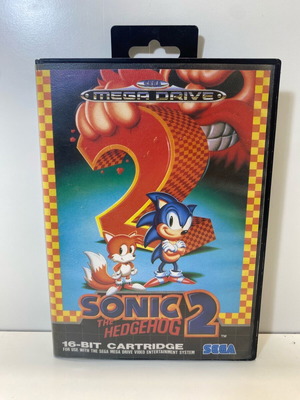 SEGA
MEGA DRIVE
2
SONIC
THE
HEDGEHOG 2
16-BIT CARTRIDGE
FOR USE WITH THE SEGA MEGA DRIVE VIDEO ENTERTAINMENT SYSTEM
SEGA